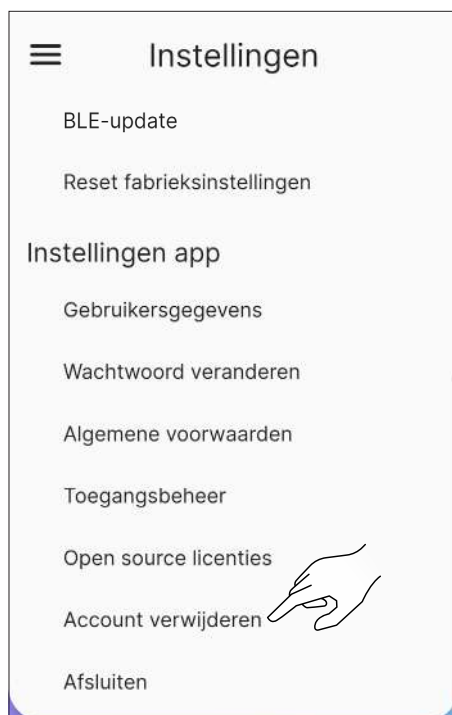 Instellingen
BLE-update
Reset fabrieksinstellingen
Instellingen app
Gebruikersgegevens
Wachtwoord veranderen
Algemene voorwaarden
Toegangsbeheer
Open source licenties
Account verwijderen
Afsluiten